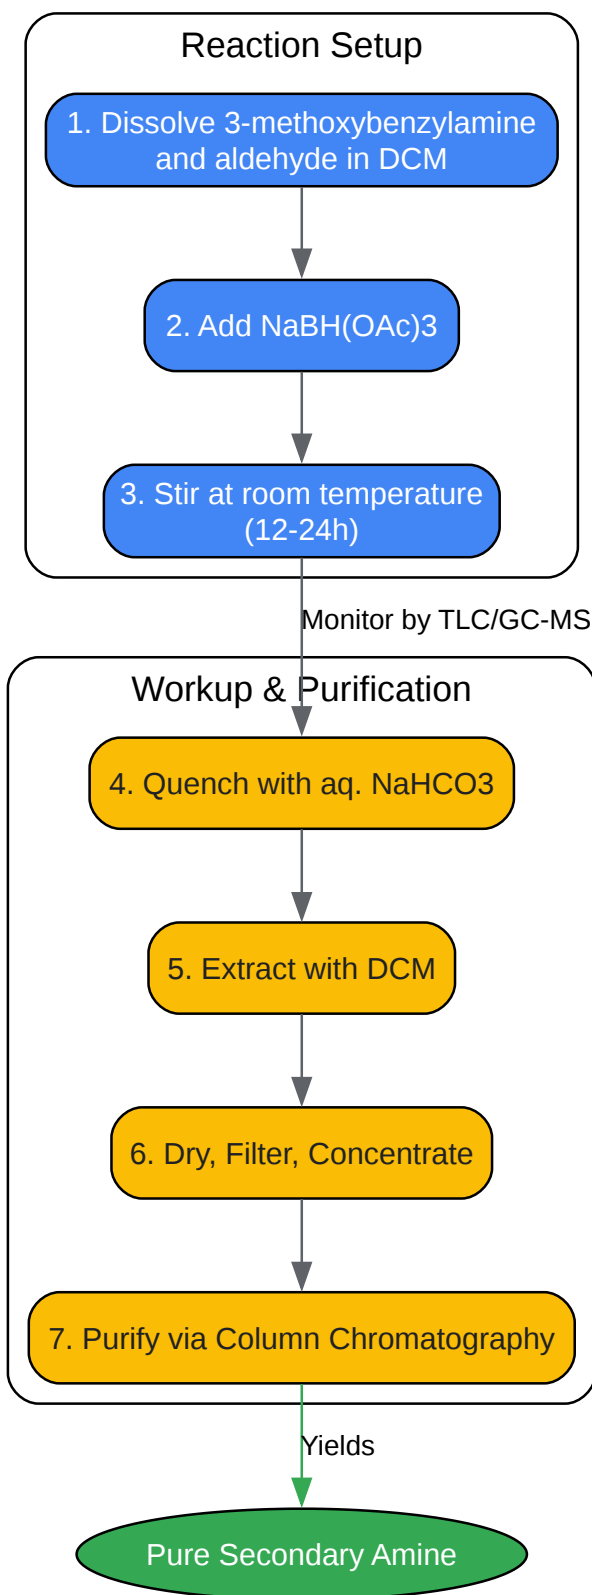 Reaction Setup
1. Dissolve 3-methoxybenzylamine
and aldehyde in DCM
2. Add NaBH(OAc)3
3. Stir at room temperature
(12-24h)
Monitor by TLC/GC-MS
Workup & Purification
4. Quench with aq. NaHCO3
5. Extract with DCM
6. Dry, Filter, Concentrate
7. Purify via Column Chromatography
Yields
Pure Secondary Amine